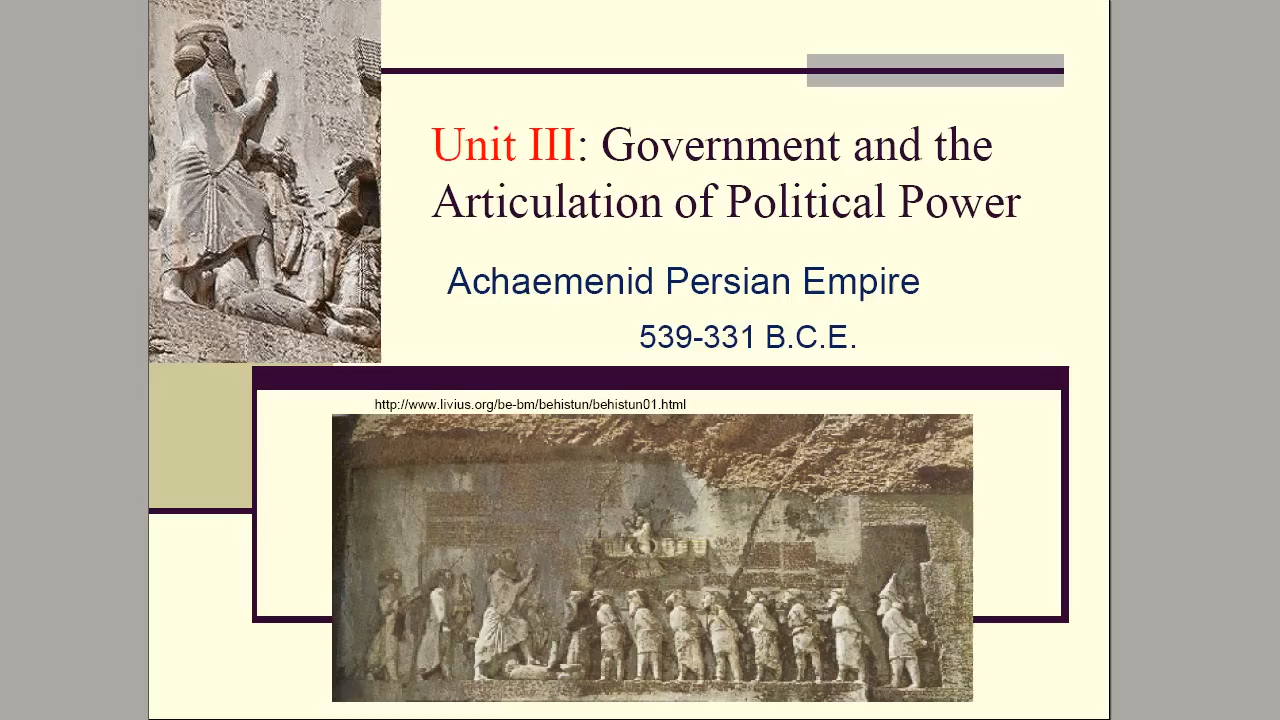 Unit III: Government and the
Articulation of Political Power
Achaemenid Persian Empire
539-331 B.C.E.
http://www.livius.org/be-bm/behistun/behistun01.html